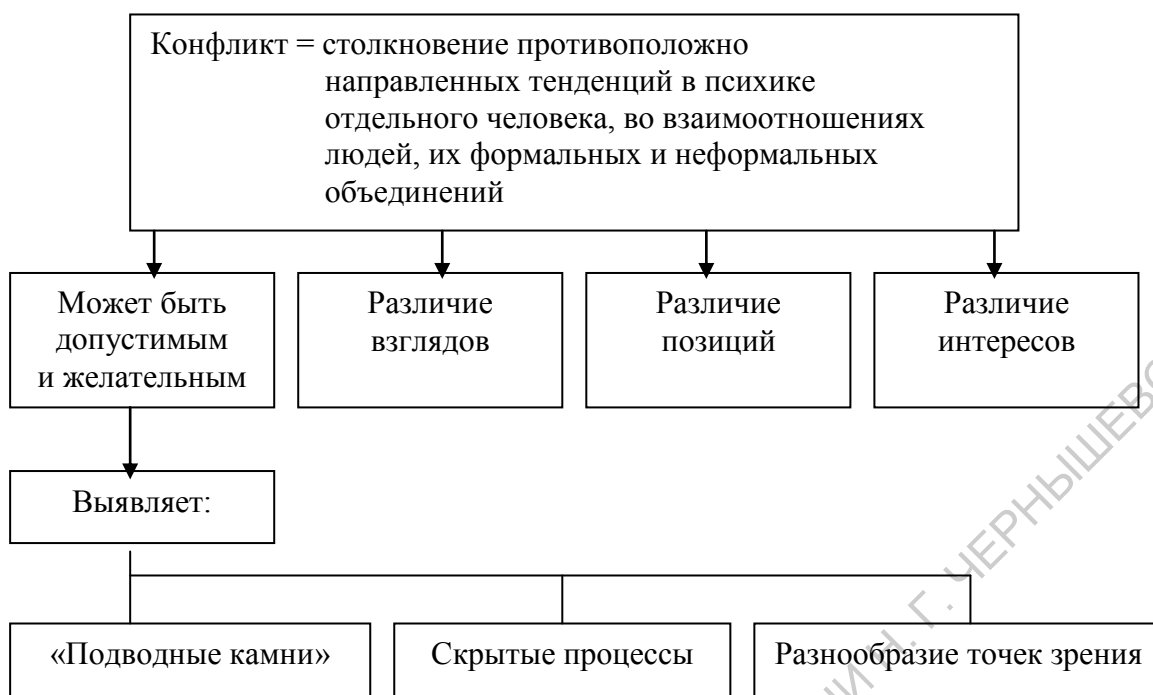 Конфликт = столкновение противоположно
направленных тенденций в психике
отдельного человека, во взаимоотношениях
людей, их формальных и неформальных
объединений
Может быть
допустимым
и желательным
Различие
взглядов
Различие
позиций
Различие
интересов
Выявляет:
«Подводные камни»
Скрытые процессы
Разнообразие точек зрения
Н. Г. ЧЕРНЫШЕВС